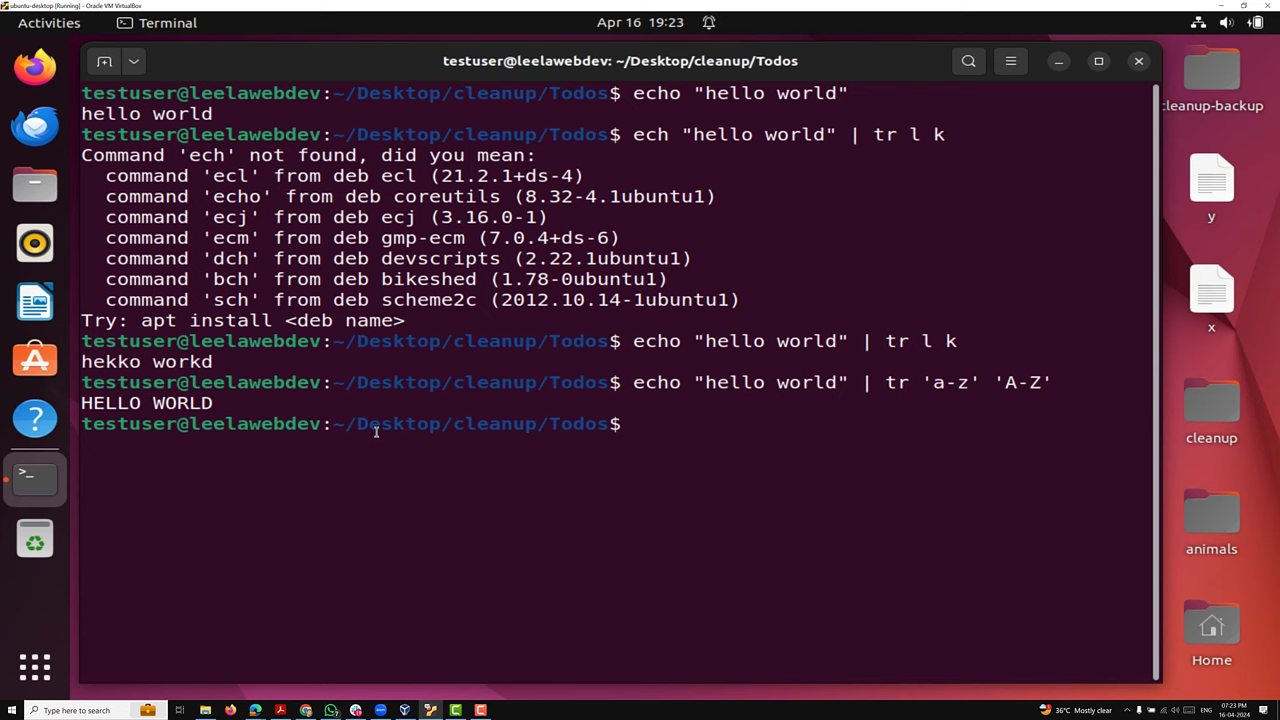 ubuntu-desktop [Running] - Oracle VM VirtualBox
Activities
Terminal
Apr 16 19:23
testuser@leelawebdev: ~/Desktop/cleanup/Todos
testuser@leelawebdev:~/Desktop/cleanup/Todos$ echo "hello world"
hello world
testuser@leelawebdev:~/Desktop/cleanup/Todos$ ech "hello world" | tr l k
Command 'ech' not found, did you mean:
  command 'ecl' from deb ecl (21.2.1+ds-4)
  command 'echo' from deb coreutils (8.32-4.1ubuntu1)
  command 'ecj' from deb ecj (3.16.0-1)
  command 'ecm' from deb gmp-ecm (7.0.4+ds-6)
  command 'dch' from deb devscripts (2.22.1ubuntu1)
  command 'bch' from deb bikeshed (1.78-0ubuntu1)
  command 'sch' from deb scheme2c (2012.10.14-1ubuntu1)
Try: apt install <deb name>
testuser@leelawebdev:~/Desktop/cleanup/Todos$ echo "hello world" | tr l k
hekko workd
testuser@leelawebdev:~/Desktop/cleanup/Todos$ echo "hello world" | tr 'a-z' 'A-Z'
HELLO WORLD
testuser@leelawebdev:~/Desktop/cleanup/Todos$
cleanup-backup
y
x
cleanup
animals
Home
Type here to search
36°C Mostly clear
ENG
07:23 PM
16-04-2024